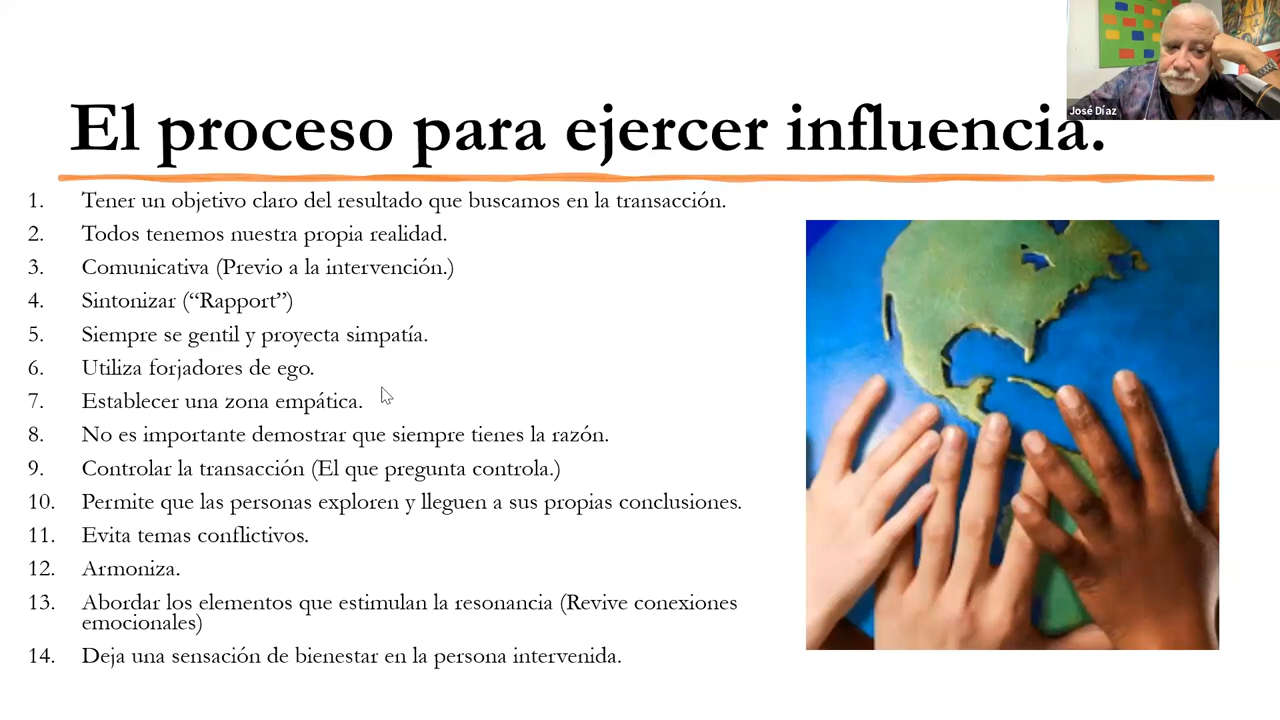 José Díaz
El proceso para ejercer influencia.
1. Tener un objetivo claro del resultado que buscamos en la transacción.
2. Todos tenemos nuestra propia realidad.
3. Comunicativa (Previo a la intervención.)
4. Sintonizar (“Rapport”)
5. Siempre se gentil y proyecta simpatía.
6. Utiliza forjadores de ego.
7. Establecer una zona empática.
8. No es importante demostrar que siempre tienes la razón.
9. Controlar la transacción (El que pregunta controla.)
10. Permite que las personas exploren y lleguen a sus propias conclusiones.
11. Evita temas conflictivos.
12. Armoniza.
13. Abordar los elementos que estimulan la resonancia (Revive conexiones
emocionales)
14. Deja una sensación de bienestar en la persona intervenida.